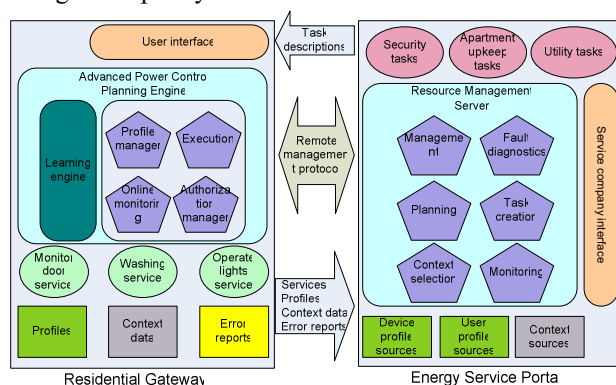 User interface
Advanced Power Contro
Planning Engine
Learning
engine
Profile
manager
Execution
Online
monitorin
g
Authoriza
tion
manager
Monitor
door
service
Washing
service
Operate
lights
service
Profiles
Context
data
Error
reports
Residential Gateway
Task
descriptions
Remote
managemen
t protoco
Services
Profiles
Context data
Error reports
Security
tasks
Apartment
upkeep
tasks
Utility tasks
Resource Management
Server
Manageme
nt
Fault
diagnostics
Planning
Task
creation
Context
selection
Monitoring
Service company interface
Device
profile
sources
User
profile
sources
Context
sources
Energy Service Porta